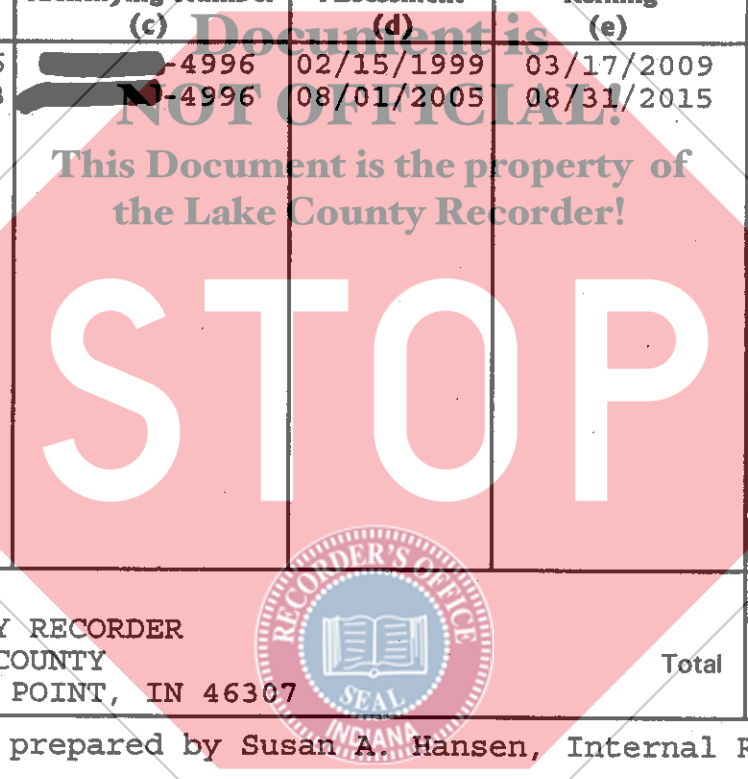 (c) (d) (e)
Document is
-4996 02/15/1999 03/17/2009
-4996 08/01/2005 08/31/2015
NOT OFFICIAL!
This Document is the property of
the Lake County Recorder!
STOP
RECORDER'S OFFICE
SEAL
INDIANA
Y RECORDER
COUNTY
Total
POINT, IN 46307
prepared by Susan A. Hansen, Internal R